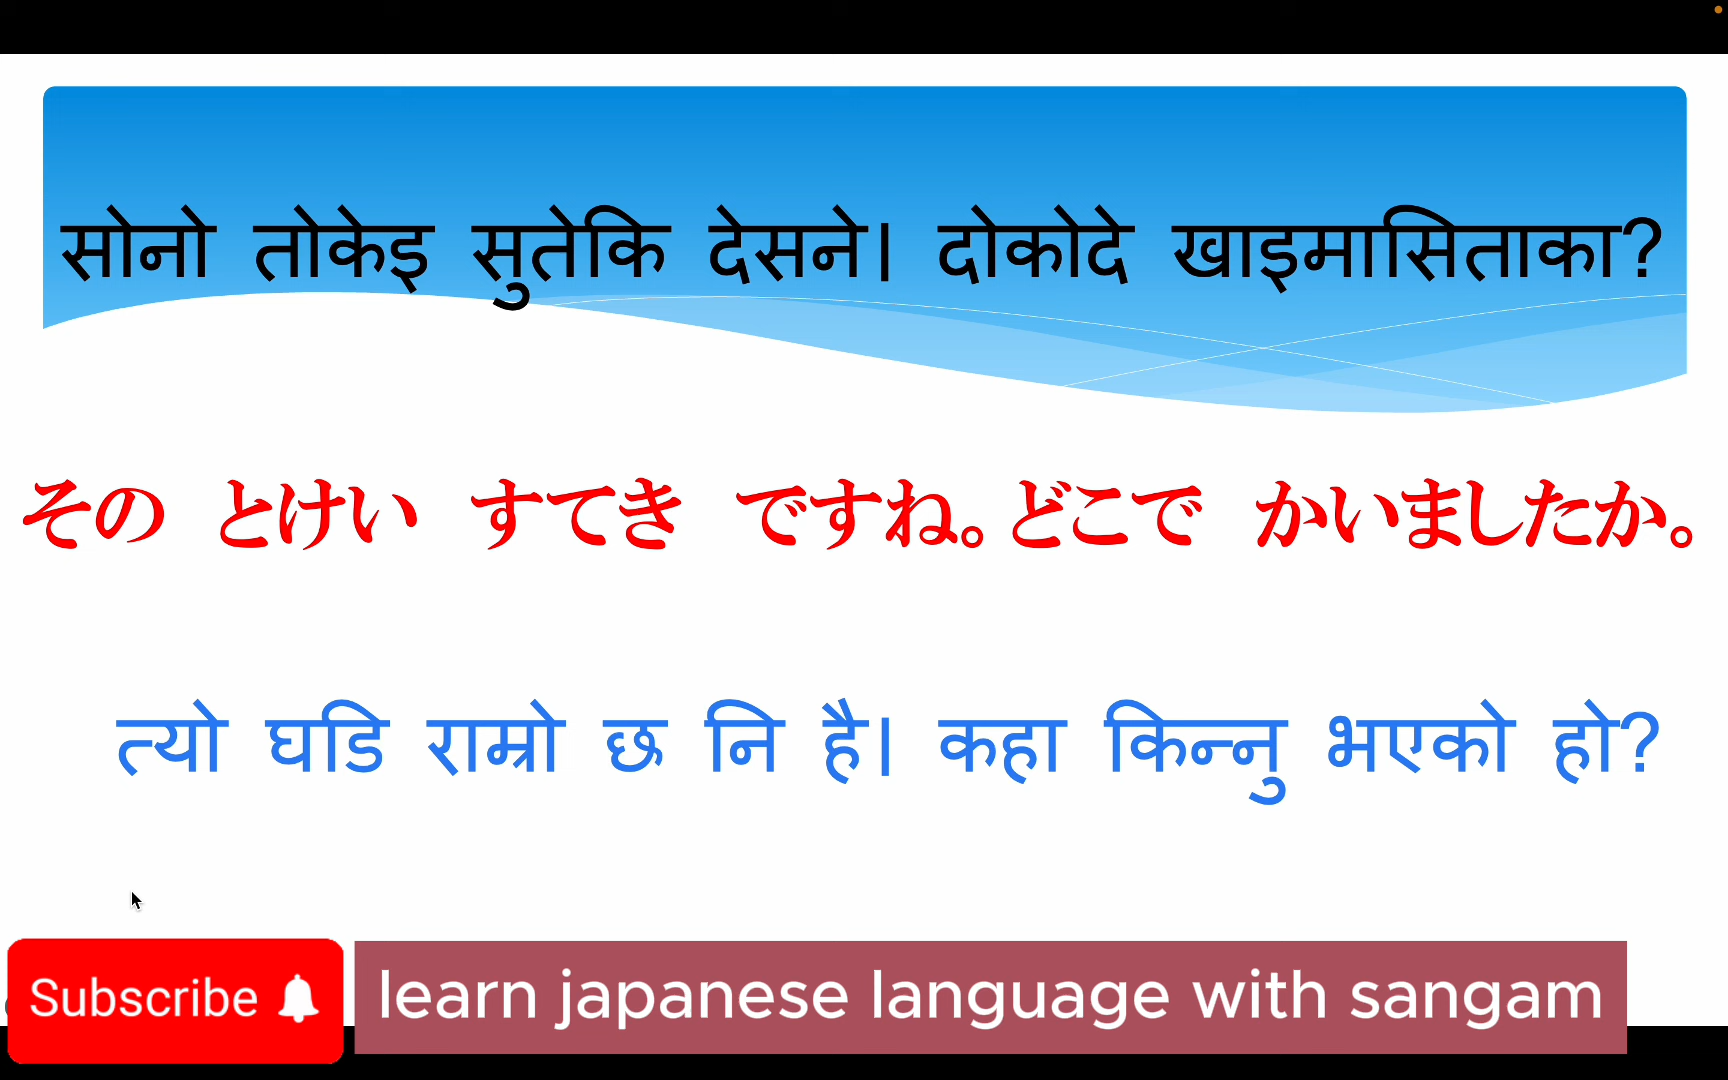 सोनो तोकेइ सुतेकि देसने। दोकोदे खाइमासिताका?
その とけい すてき ですね。どこで かいましたか。
त्यो घडि राम्रो छ नि है। कहा किन्नु भएको हो?
Subscribe
learn japanese language with sangam